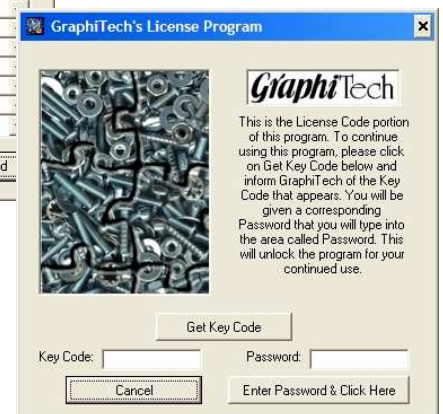 GraphiTech's License Program
GraphiTech
This is the License Code portion
of this program. To continue
using this program, please click
on Get Key Code below and
inform GraphiTech of the Key
Code that appears. You will be
given a corresponding
Password that you will type into
the area called Password. This
will unlock the program for your
continued use.
Get Key Code
Key Code:
Password:
Cancel
Enter Password & Click Here
d